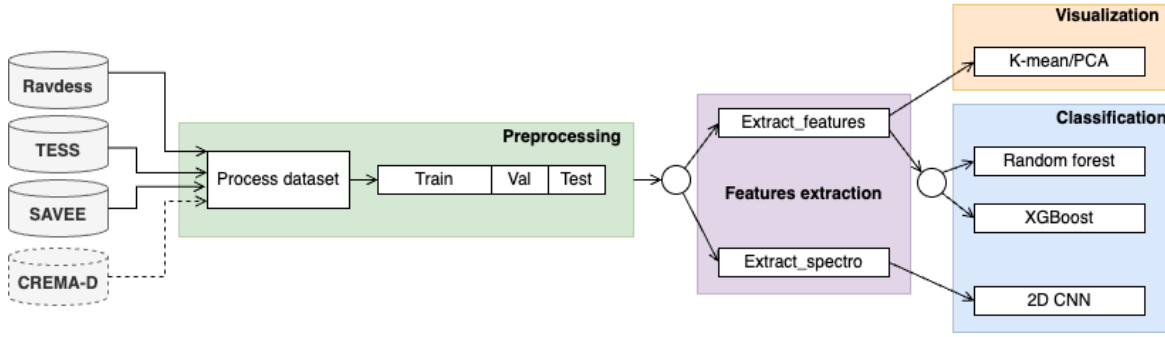 Ravdess
TESS
SAVEE
CREMA-D
Preprocessing
Process dataset
Train
Val
Test
Features extraction
Extract_features
Extract_spectro
Visualization
K-mean/PCA
Classification
Random forest
XGBoost
2D CNN